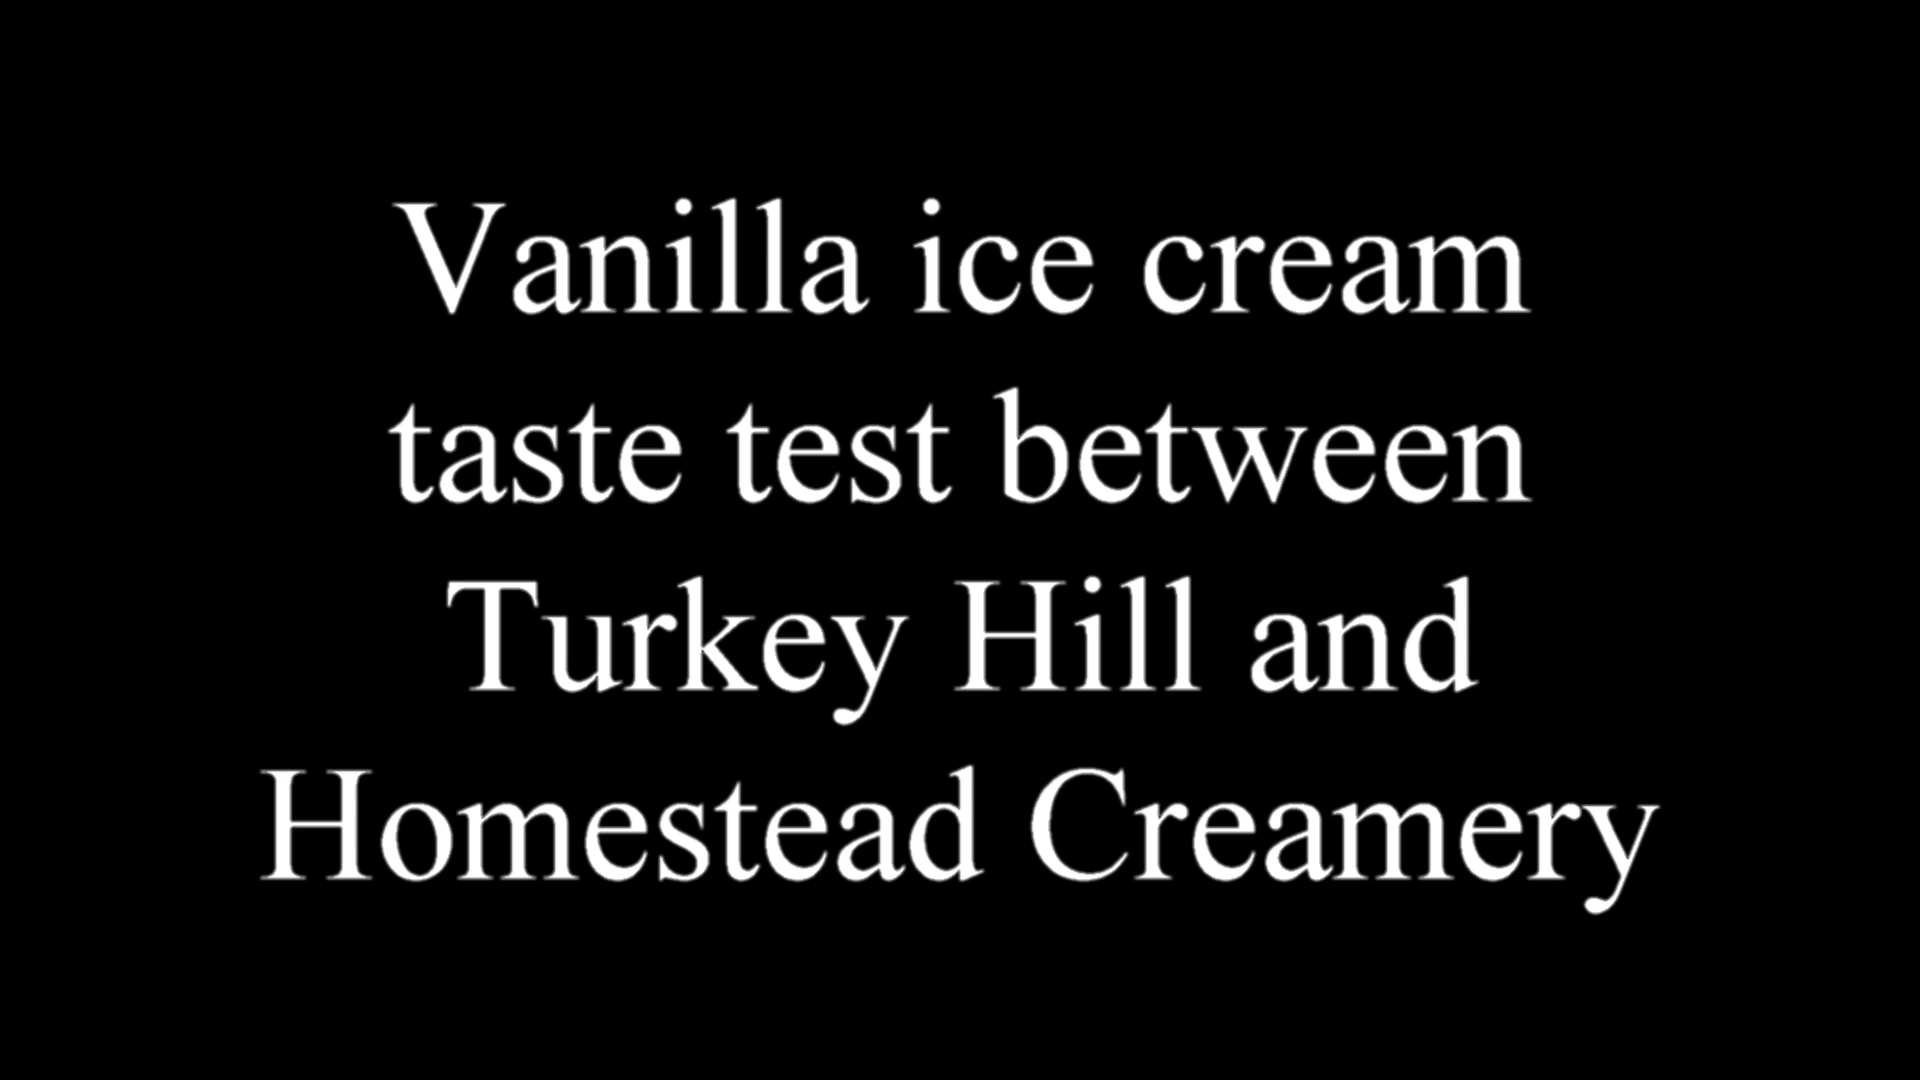 Vanilla ice cream
taste test between
Turkey Hill and
Homestead Creamery